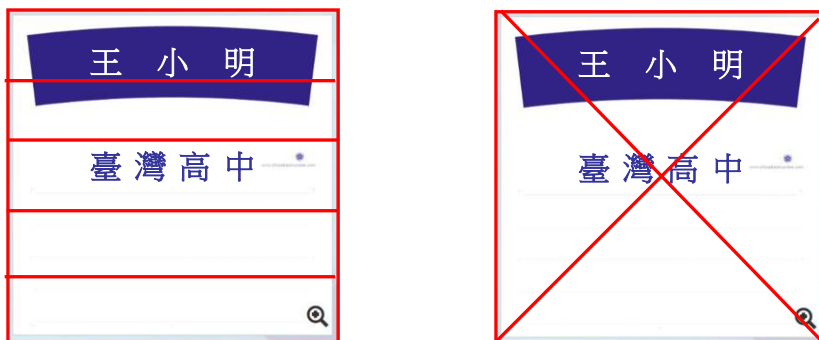 王 小 明
臺 灣 高 中
王 小 明
臺 灣 高 中